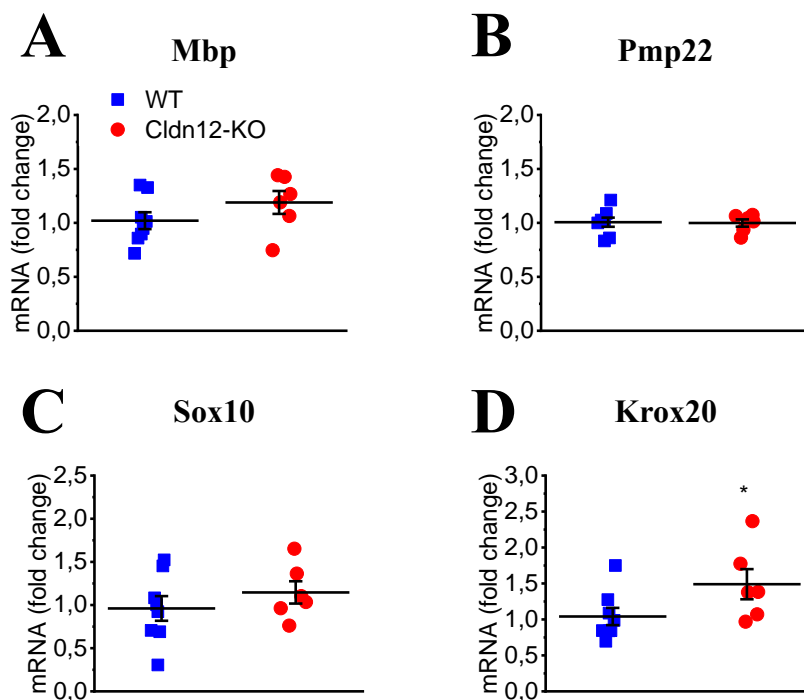 A
Mbp
WT
Cldn12-KO
mRNA (fold change)
2,0
1,5
1,0
0,5
0,0
B
Pmp22
mRNA (fold change)
2,0
1,5
1,0
0,5
0,0
C
Sox10
mRNA (fold change)
2,5
2,0
1,5
1,0
0,5
0,0
D
Krox20
mRNA (fold change)
3,0
2,5
2,0
1,5
1,0
0,5
0,0
*